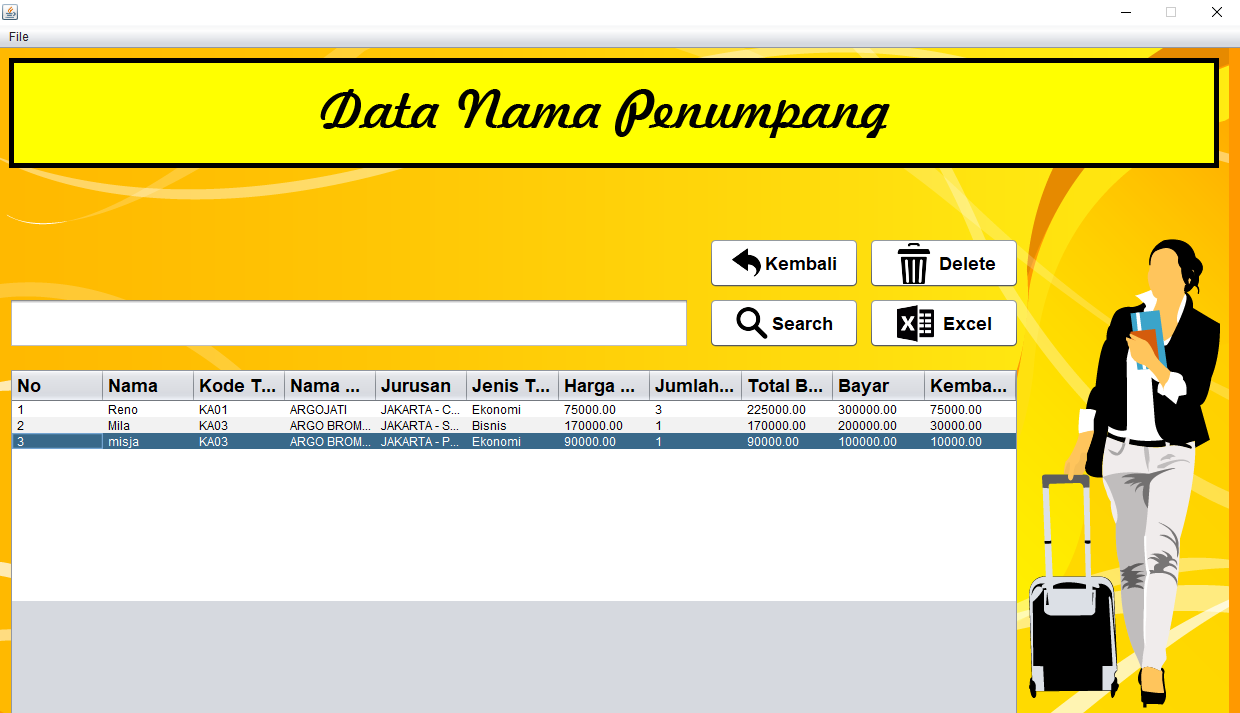 File
Data Nama Penumpang
Kembali
Delete
Search
Excel
No Nama Kode T... Nama ... Jurusan Jenis T... Harga ... Jumlah... Total B... Bayar Kemba...
1 Reno KA01 ARGOJATI JAKARTA - C... Ekonomi 75000.00 3 225000.00 300000.00 75000.00
2 Mila KA03 ARGO BROM... JAKARTA - S... Bisnis 170000.00 1 170000.00 200000.00 30000.00
3 misja KA03 ARGO BROM... JAKARTA - P... Ekonomi 90000.00 1 90000.00 100000.00 10000.00